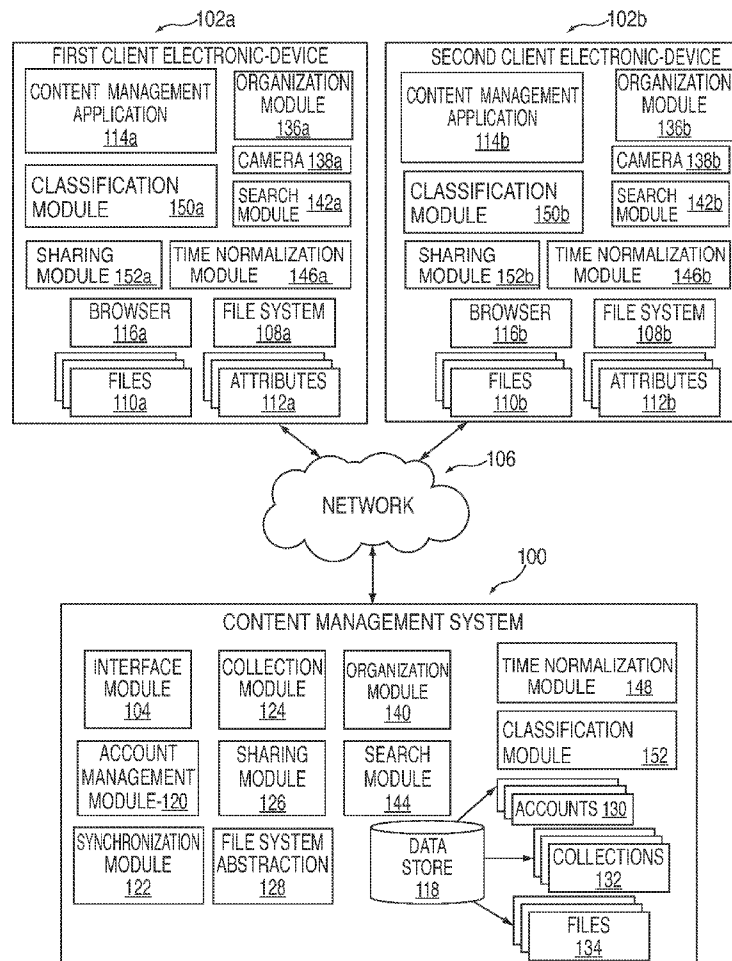 102a
102b
FIRST CLIENT ELECTRONIC-DEVICE
CONTENT MANAGEMENT
APPLICATION
114a
ORGANIZATION
MODULE
136a
CAMERA 138a
CLASSIFICATION
MODULE 150a
SEARCH
MODULE 142a
SHARING
MODULE 152a
TIME NORMALIZATION
MODULE 146a
BROWSER
116a
FILE SYSTEM
108a
FILES
110a
ATTRIBUTES
112a
SECOND CLIENT ELECTRONIC-DEVICE
CONTENT MANAGEMENT
APPLICATION
114b
ORGANIZATION
MODULE
136b
CAMERA 138b
CLASSIFICATION
MODULE 150b
SEARCH
MODULE 142b
SHARING
MODULE 152b
TIME NORMALIZATION
MODULE 146b
BROWSER
116b
FILE SYSTEM
108b
FILES
110b
ATTRIBUTES
112b
106
NETWORK
100
CONTENT MANAGEMENT SYSTEM
INTERFACE
MODULE
104
COLLECTION
MODULE
124
ORGANIZATION
MODULE
140
TIME NORMALIZATION
MODULE 148
ACCOUNT
MANAGEMENT
MODULE-120
SHARING
MODULE
126
SEARCH
MODULE
144
CLASSIFICATION
MODULE 152
SYNCHRONIZATION
MODULE
122
FILE SYSTEM
ABSTRACTION
128
DATA
STORE
118
ACCOUNTS 130
COLLECTIONS
132
FILES
134